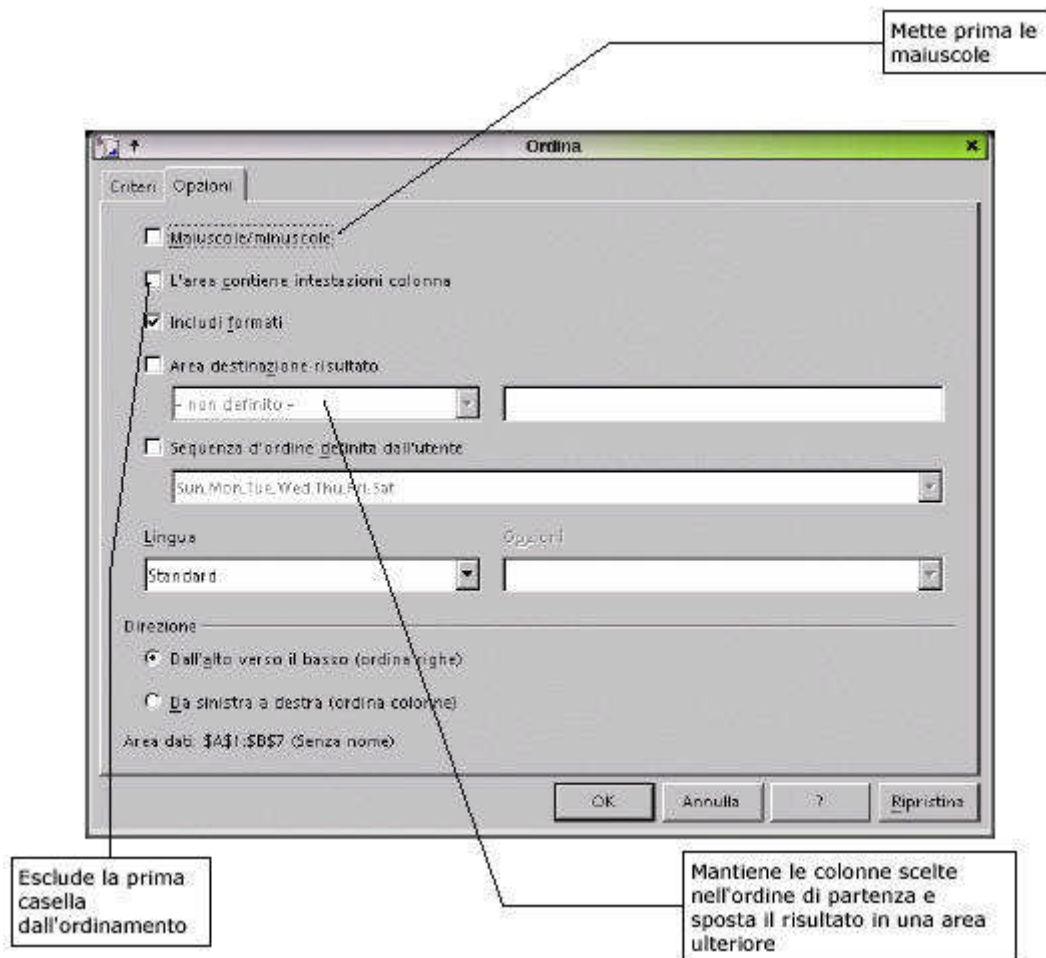 Mette prima le
maiuscole
Ordina
Criteri Opzioni
Maiuscole/minuscole
L'area contiene intestazioni colonna
Includi formati
Area destinazione risultato
- non definito -
Sequenza d'ordine definita dall'utente
Sun,Mon,Tue,Wed,Thu,Fri,Sat
Lingua Opzioni
Standard
Direzione
Dall'alto verso il basso (ordina righe)
Da sinistra a destra (ordina colonne)
Area dati: $A$1:$B$7 (Senza nome)
OK Annulla ? Ripristina
Esclude la prima
casella
dall'ordinamento
Mantiene le colonne scelte
nell'ordine di partenza e
sposta il risultato in una area
ulteriore